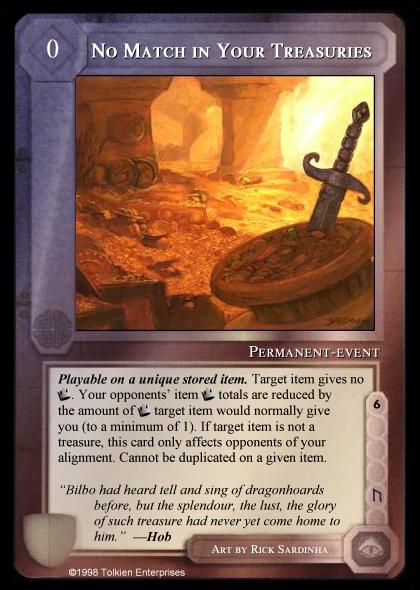 0
No Match in Your Treasuries
SARDINHA
Permanent-event
Playable on a unique stored item. Target item gives no
. Your opponents' item totals are reduced by
the amount of target item would normally give
you (to a minimum of 1). If target item is not a
treasure, this card only affects opponents of your
alignment. Cannot be duplicated on a given item.
6
“Bilbo had heard tell and sing of dragonhoards
before, but the splendour, the lust, the glory
of such treasure had never yet come home to
him.” —Hob
Art by Rick Sardinha
©1998 Tolkien Enterprises